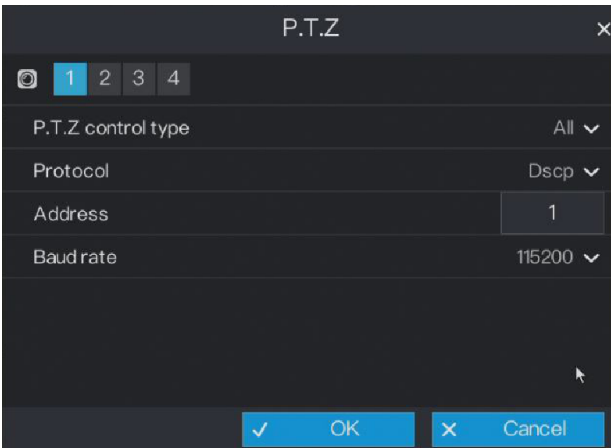 P.T.Z
1 2 3 4
P.T.Z control type All
Protocol Dscp
Address 1
Baud rate 115200
OK Cancel